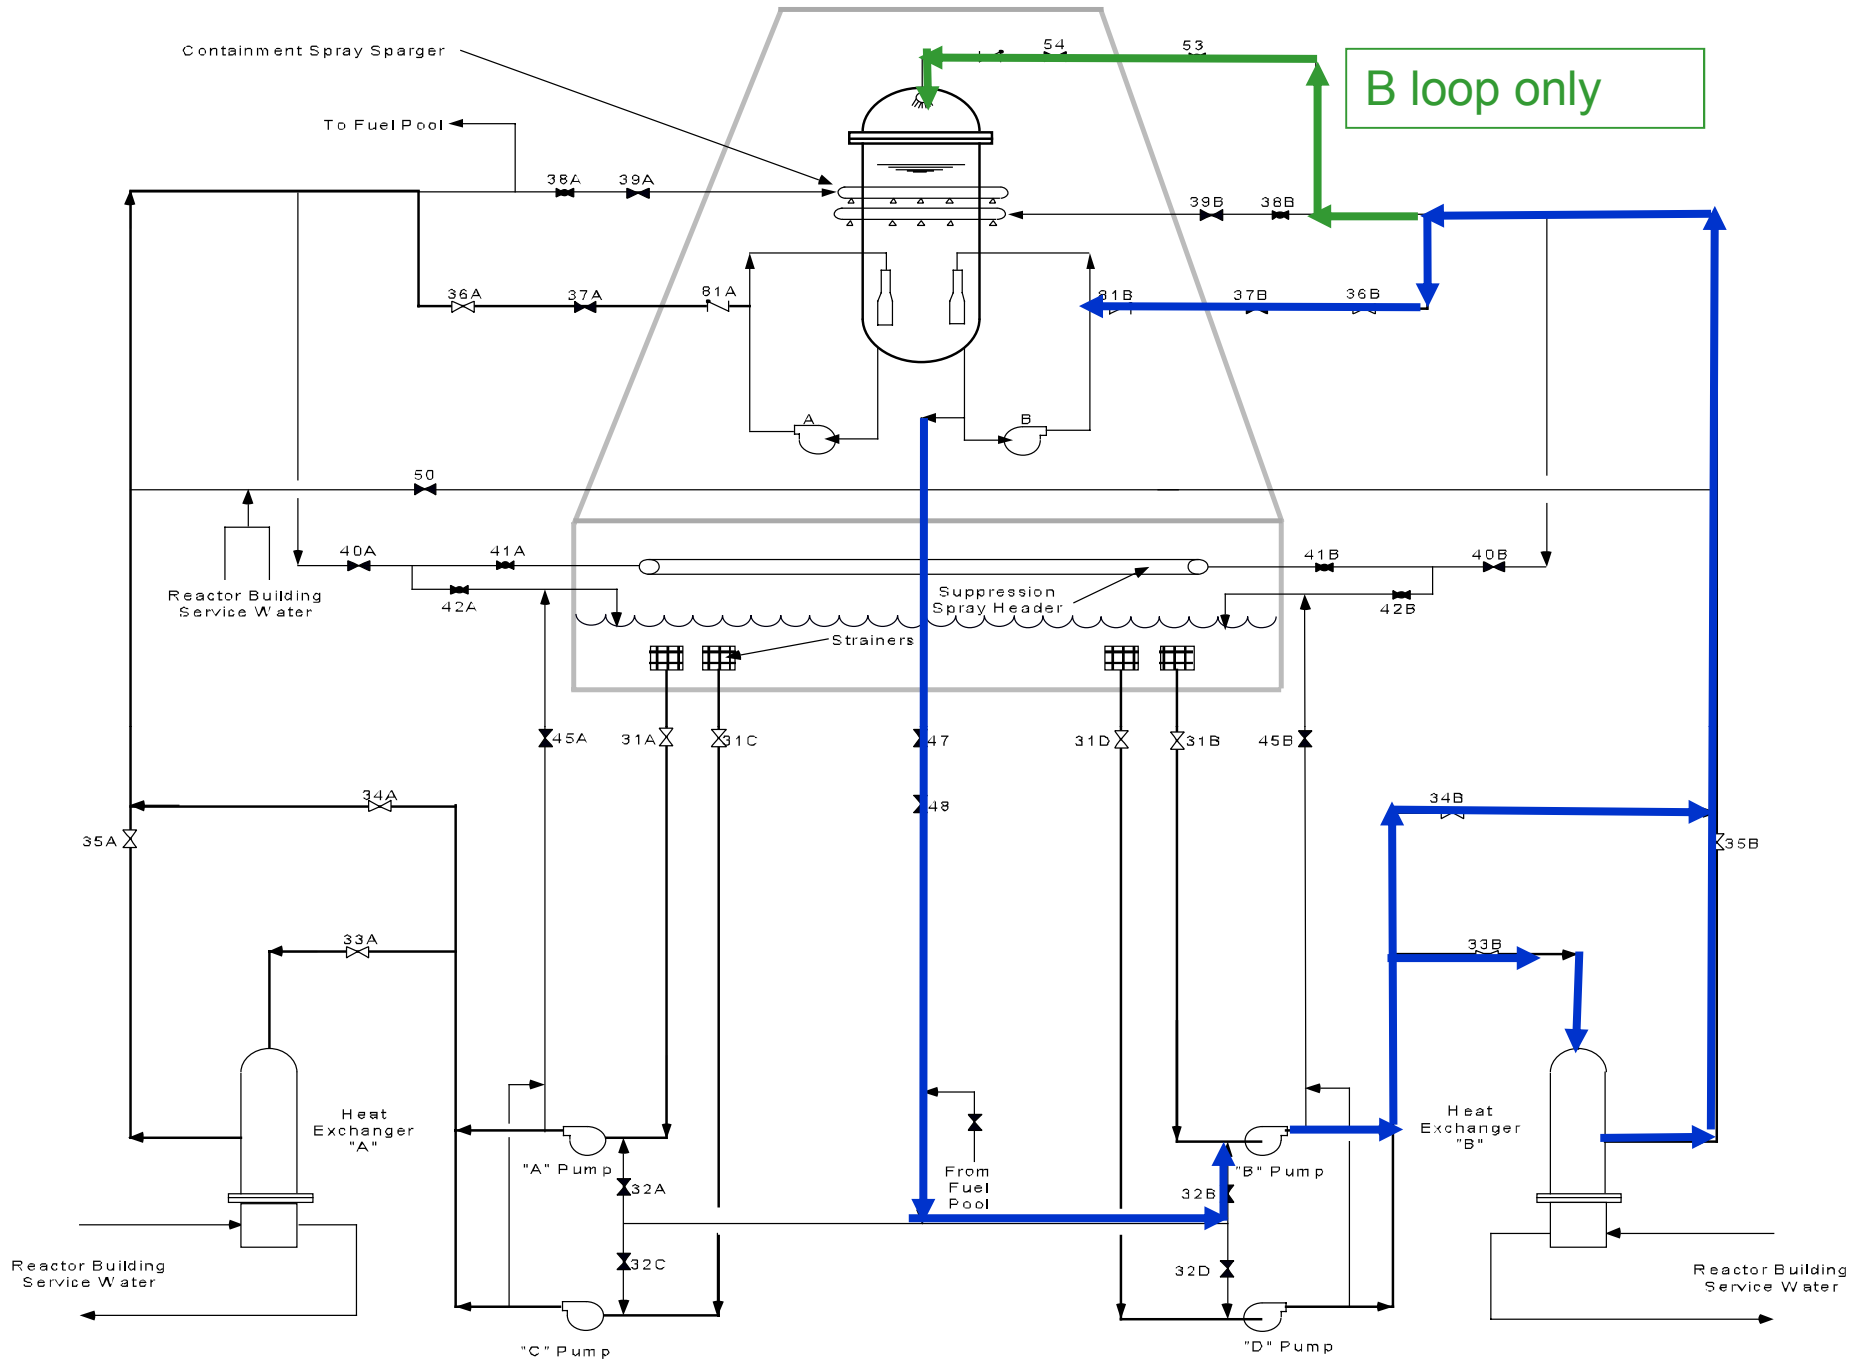 Containment Spray Sparger
54
53
B loop only
To Fuel Pool
38A
39A
39B
38B
36A
37A
81A
81B
37B
36B
A
B
50
40A
41A
41B
40B
Reactor Building
Service Water
42A
Suppression
Spray Header
42B
Strainers
45A
31A
31C
47
31D
31B
45B
34A
48
34B
35A
35B
33A
33B
Heat
Exchanger
"A"
Heat
Exchanger
"B"
"A" Pump
From
Fuel
Pool
"B" Pump
32A
32B
32C
32D
Reactor Building
Service Water
Reactor Building
Service Water
"C" Pump
"D" Pump